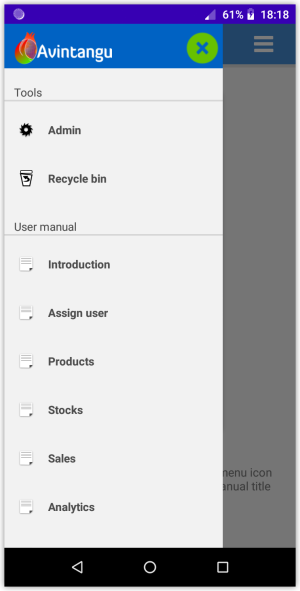 61% 18:18
Avintangu
Tools
Admin
Recycle bin
User manual
Introduction
Assign user
Products
Stocks
Sales
menu icon
manual title
Analytics